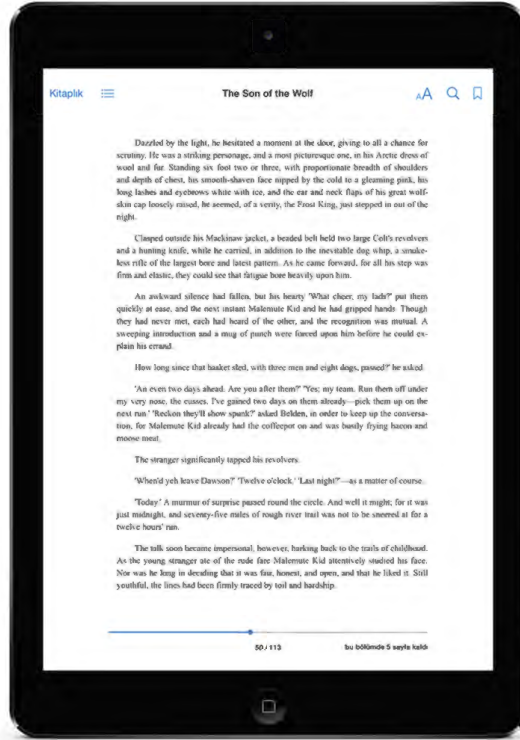 Kitaplık
The Son of the Wolf
AA
Dazzled by the light, he hesitated a moment at the door, giving to all a chance for
scrutiny. He was a striking personage, and a most picturesque one, in his Arctic dress of
wool and fur. Standing six foot two or three, with proportionate breadth of shoulders
and depth of chest, his smooth-shaven face nipped by the cold to a gleaming pink, his
long lashes and eyebrows white with ice, and the ear and neck flaps of his great wolf-
skin cap loosely raised, he seemed, of a verity, the Frost King, just stepped in out of the
night.
Clasped outside his Mackinaw jacket, a beaded belt held two large Colt's revolvers
and a hunting knife, while he carried, in addition to the inevitable dog whip, a smoke-
less rifle of the largest bore and latest pattern. As he came forward, for all his step was
firm and elastic, they could see that fatigue bore heavily upon him.
An awkward silence had fallen, but his hearty 'What cheer, my lads?' put them
quickly at ease, and the next instant Malemute Kid and he had gripped hands. Though
they had never met, each had heard of the other, and the recognition was mutual. A
sweeping introduction and a mug of punch were forced upon him before he could ex-
plain his errand.
How long since that basket sled, with three men and eight dogs, passed?' he asked.
'An even two days ahead. Are you after them?' 'Yes; my team. Run them off under
my very nose, the cusses. I've gained two days on them already—pick them up on the
next run.' 'Reckon they'll show spunk?' asked Belden, in order to keep up the conversa-
tion, for Malemute Kid already had the coffeepot on and was busily frying bacon and
moose meat.
The stranger significantly tapped his revolvers.
'When'd yeh leave Dawson?' 'Twelve o'clock.' 'Last night?'—as a matter of course.
'Today.' A murmur of surprise passed round the circle. And well it might; for it was
just midnight, and seventy-five miles of rough river trail was not to be sneered at for a
twelve hours' run.
The talk soon became impersonal, however, harking back to the trails of childhood.
As the young stranger ate of the rude fare Malemute Kid attentively studied his face.
Nor was he long in deciding that it was fair, honest, and open, and that he liked it. Still
youthful, the lines had been firmly traced by toil and hardship.
50 / 113
bu bölümde 5 sayfa kaldı